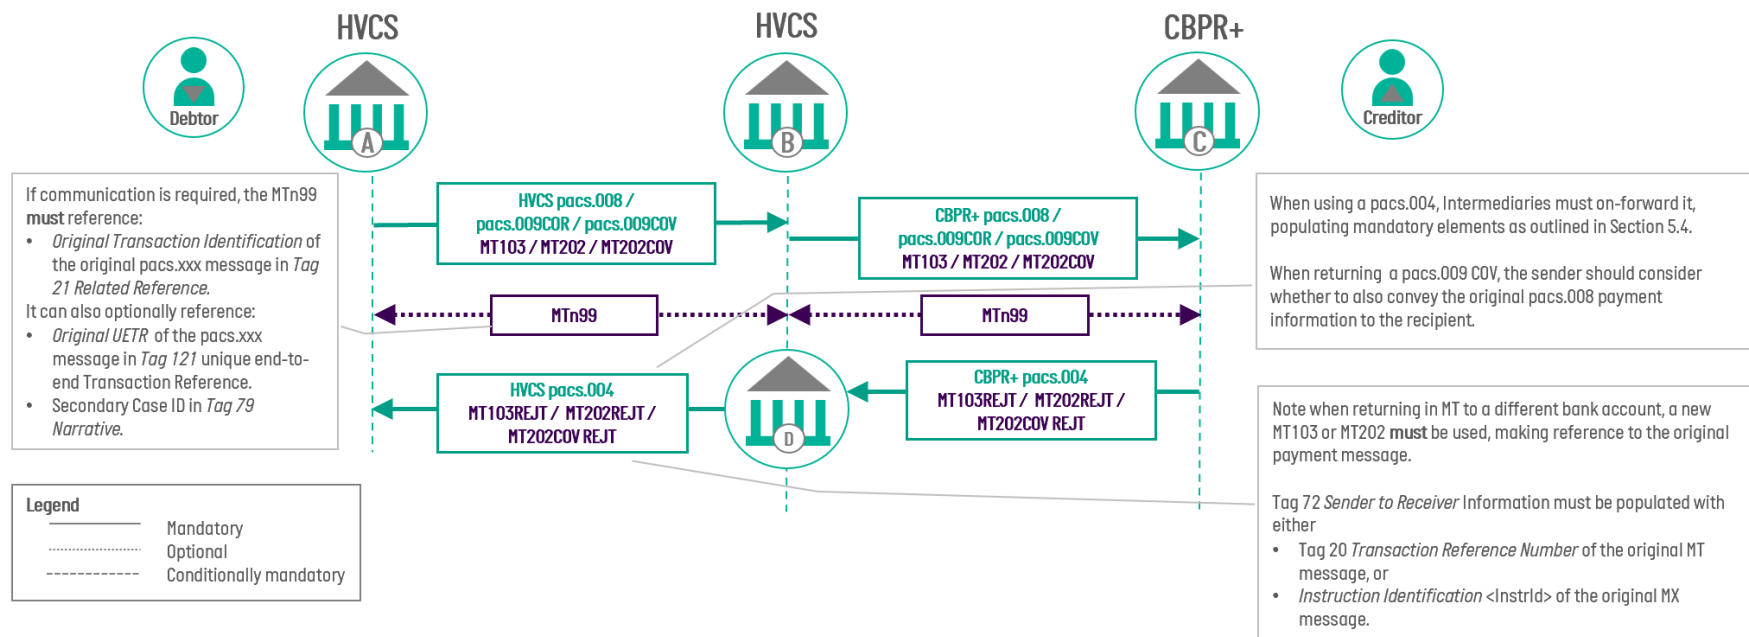 HVCS
HVCS
CBPR+
Debtor
A
B
C
Creditor
If communication is required, the MTn99
must reference:
• Original Transaction Identification of
the original pacs.xxx message in Tag
21 Related Reference.
It can also optionally reference:
• Original UETR of the pacs.xxx
message in Tag 121 unique end-to-
end Transaction Reference.
• Secondary Case ID in Tag 79
Narrative.
HVCS pacs.008 /
pacs.009COR / pacs.009COV
MT103 / MT202 / MT202COV
CBPR+ pacs.008 /
pacs.009COR / pacs.009COV
MT103 / MT202 / MT202COV
When using a pacs.004, Intermediaries must on-forward it,
populating mandatory elements as outlined in Section 5.4.
When returning a pacs.009 COV, the sender should consider
whether to also convey the original pacs.008 payment
information to the recipient.
MTn99
MTn99
HVCS pacs.004
MT103REJT / MT202REJT /
MT202COV REJT
D
CBPR+ pacs.004
MT103REJT / MT202REJT /
MT202COV REJT
Note when returning in MT to a different bank account, a new
MT103 or MT202 must be used, making reference to the original
payment message.
Tag 72 Sender to Receiver Information must be populated with
either
• Tag 20 Transaction Reference Number of the original MT
message, or
• Instruction Identification <InstrId> of the original MX
message.
Legend
Mandatory
Optional
Conditionally mandatory